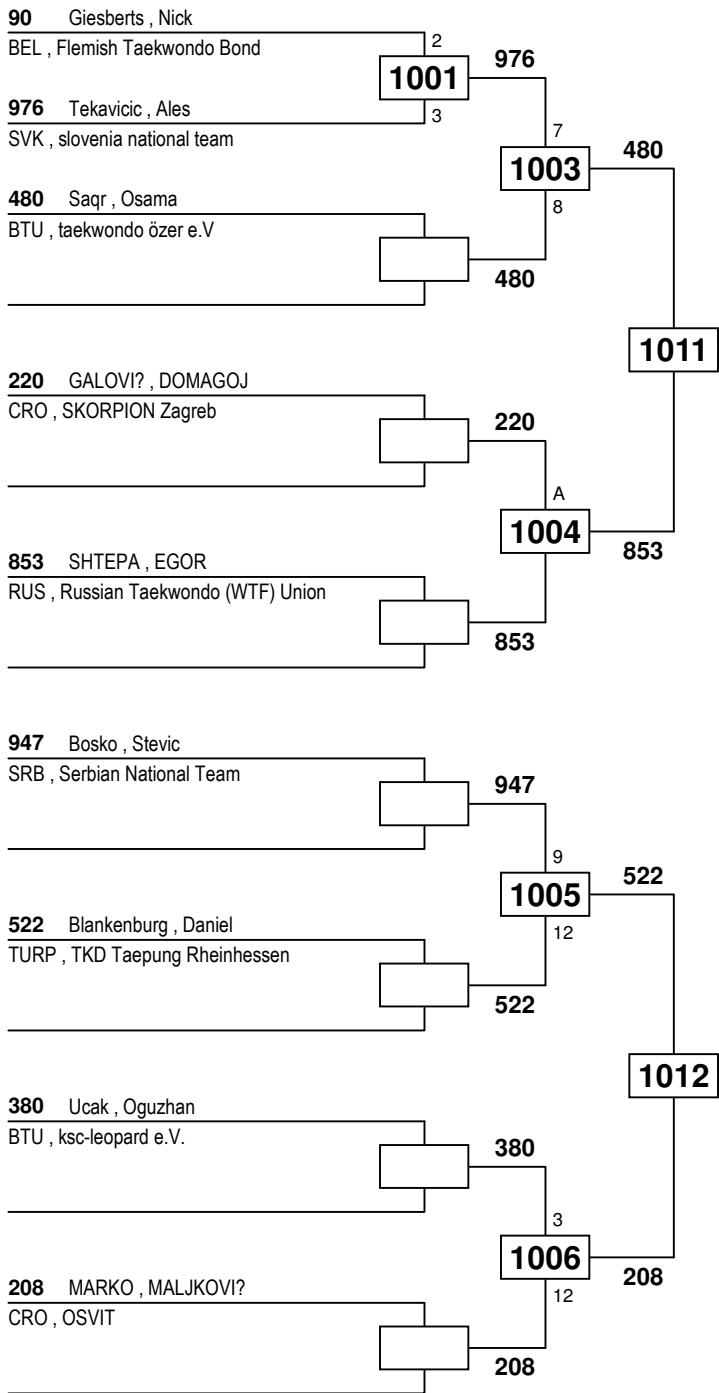 90 Giesberts , Nick
BEL , Flemish Taekwondo Bond
2
1001
976
976 Tekavicic , Ales
3
SVK , slovenia national team
7
1003
480
480 Saqr , Osama
8
BTU , taekwondo özer e.V
480
1011
220 GALOVI? , DOMAGOJ
CRO , SKORPION Zagreb
220
A
1004
853
853 SHTEPA , EGOR
RUS , Russian Taekwondo (WTF) Union
853
947 Bosko , Stevic
SRB , Serbian National Team
947
9
1005
522
522 Blankenburg , Daniel
12
TURP , TKD Taepung Rheinhessen
522
1012
380 Ucak , Oguzhan
BTU , ksc-leopard e.V.
380
3
1006
208
208 MARKO , MALJKOVI?
12
CRO , OSVIT
208